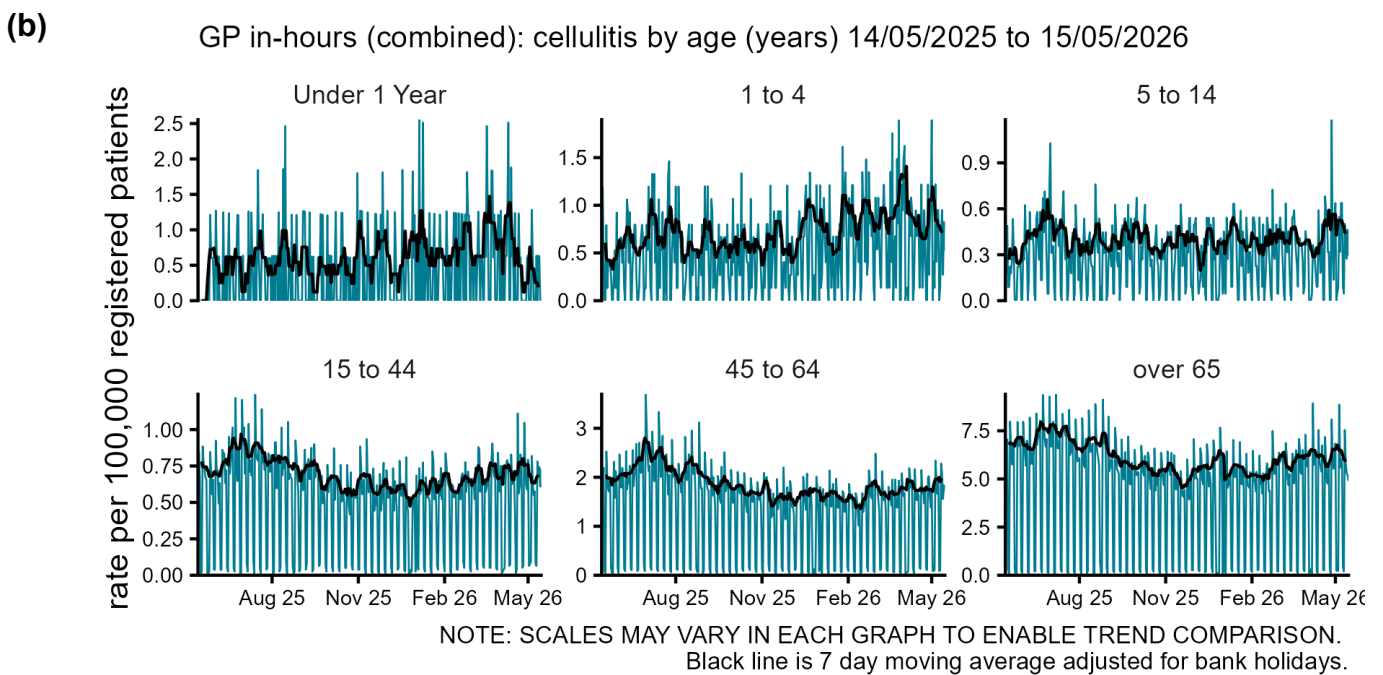 (b)
GP in-hours (combined): cellulitis by age (years) 14/05/2025 to 15/05/2026
rate per 100,000 registered patients
Under 1 Year
2.5
2.0
1.5
1.0
0.5
0.0
1 to 4
1.5
1.0
0.5
0.0
5 to 14
0.9
0.6
0.3
0.0
15 to 44
1.00
0.75
0.50
0.25
0.00
Aug 25 Nov 25 Feb 26 May 26
45 to 64
3
2
1
0
Aug 25 Nov 25 Feb 26 May 26
over 65
7.5
5.0
2.5
0.0
Aug 25 Nov 25 Feb 26 May 26
NOTE: SCALES MAY VARY IN EACH GRAPH TO ENABLE TREND COMPARISON.
Black line is 7 day moving average adjusted for bank holidays.